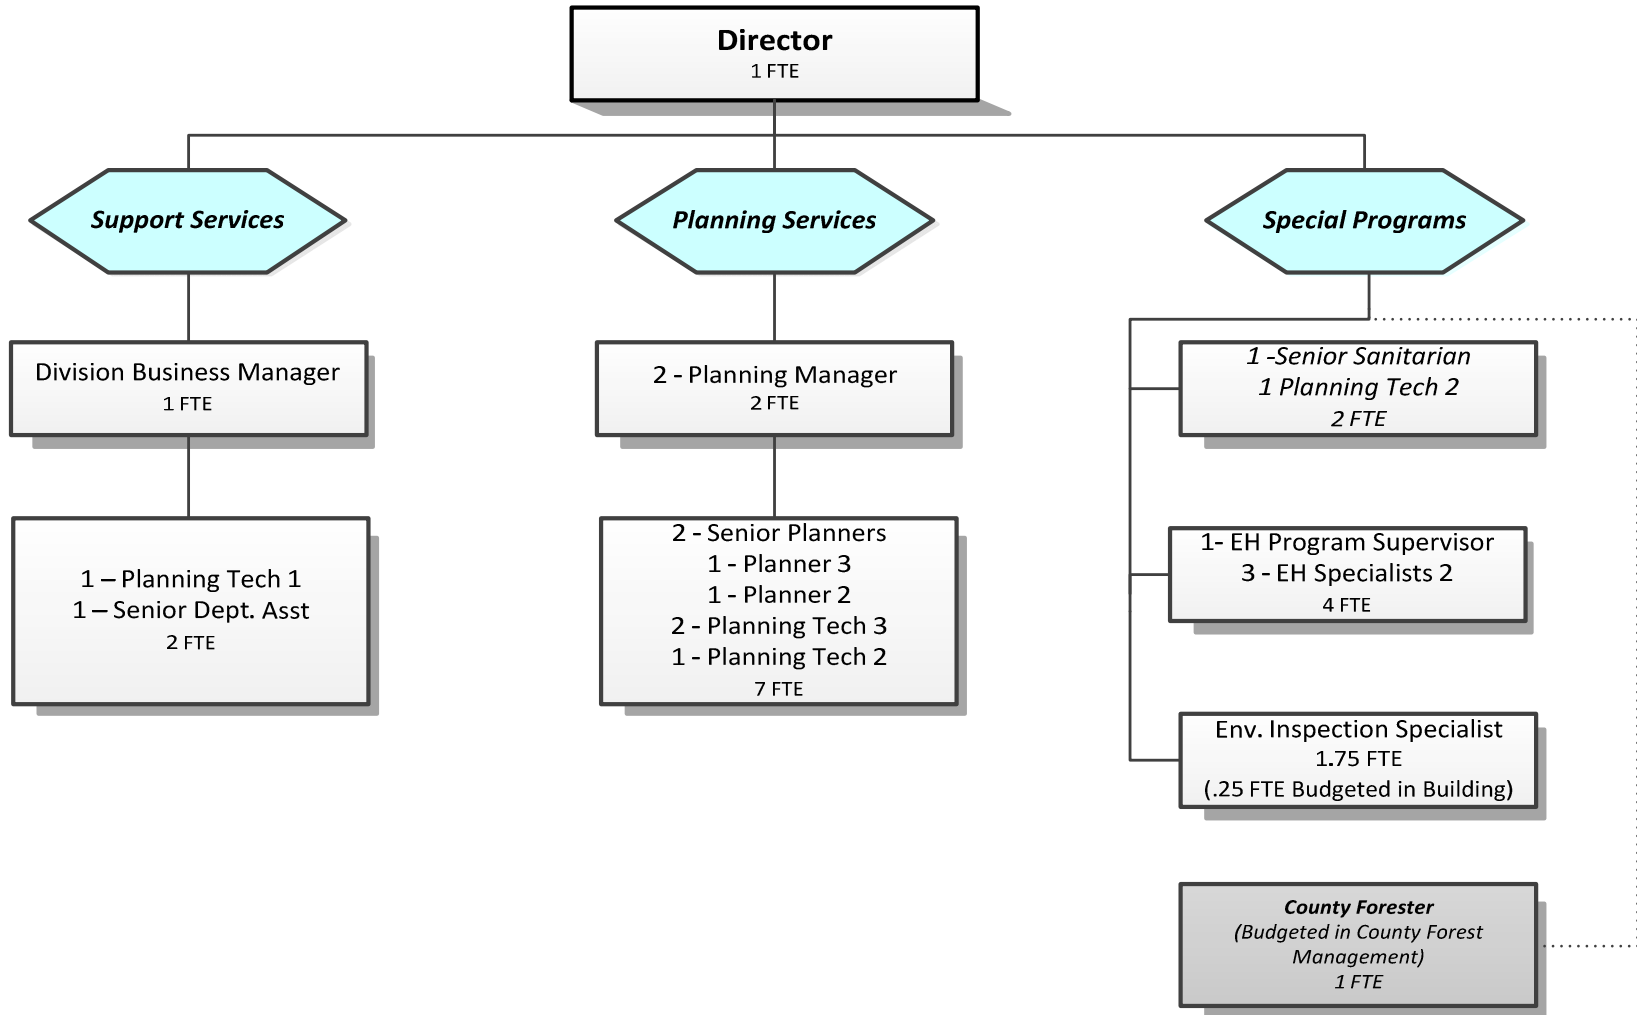 Director
1 FTE
Support Services
Planning Services
Special Programs
Division Business Manager
1 FTE
2 - Planning Manager
2 FTE
1 -Senior Sanitarian
1 Planning Tech 2
2 FTE
1 – Planning Tech 1
1 – Senior Dept. Asst
2 FTE
2 - Senior Planners
1 - Planner 3
1 - Planner 2
2 - Planning Tech 3
1 - Planning Tech 2
7 FTE
1- EH Program Supervisor
3 - EH Specialists 2
4 FTE
Env. Inspection Specialist
1.75 FTE
(.25 FTE Budgeted in Building)
County Forester
(Budgeted in County Forest
Management)
1 FTE